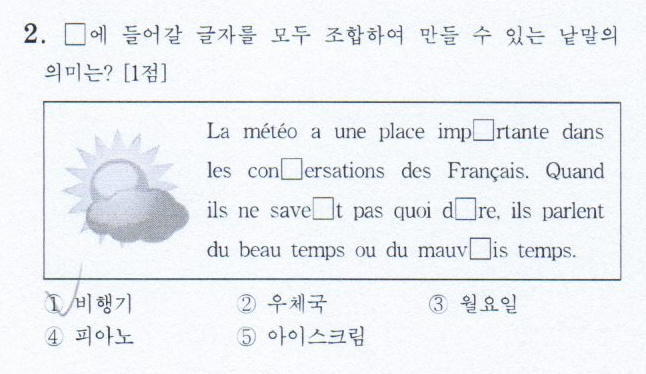 2. □에 들어갈 글자를 모두 조합하여 만들 수 있는 낱말의
의미는? [1점]
La météo a une place imp□rtante dans
les con□ersations des Français. Quand
ils ne save□t pas quoi d□re, ils parlent
du beau temps ou du mauv□is temps.
① 비행기 ② 우체국 ③ 월요일
④ 피아노 ⑤ 아이스크림